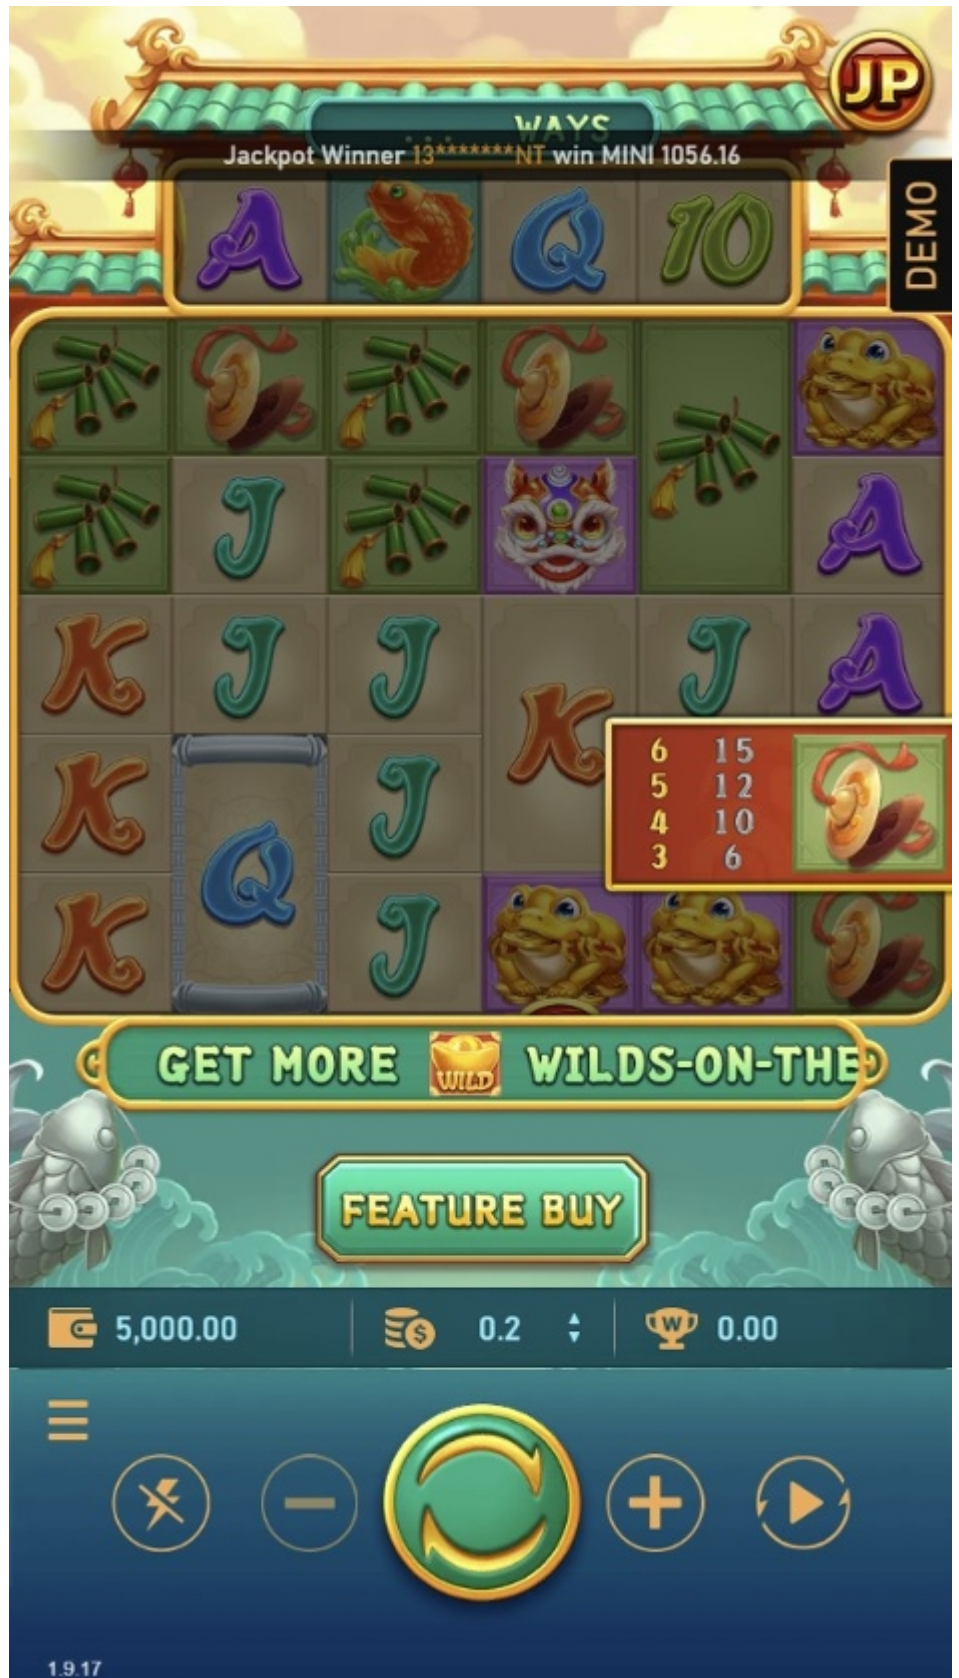 JP
WAYS
Jackpot Winner 13*******NT win MINI 1056.16
DEMO
A Q 10
J A
K J J J A
K J K
6 15
5 12
4 10
3 6
Q
K J
GET MORE WILD WILDS-ON-THE
FEATURE BUY
5,000.00 $ 0.2 W 0.00
1.9.17